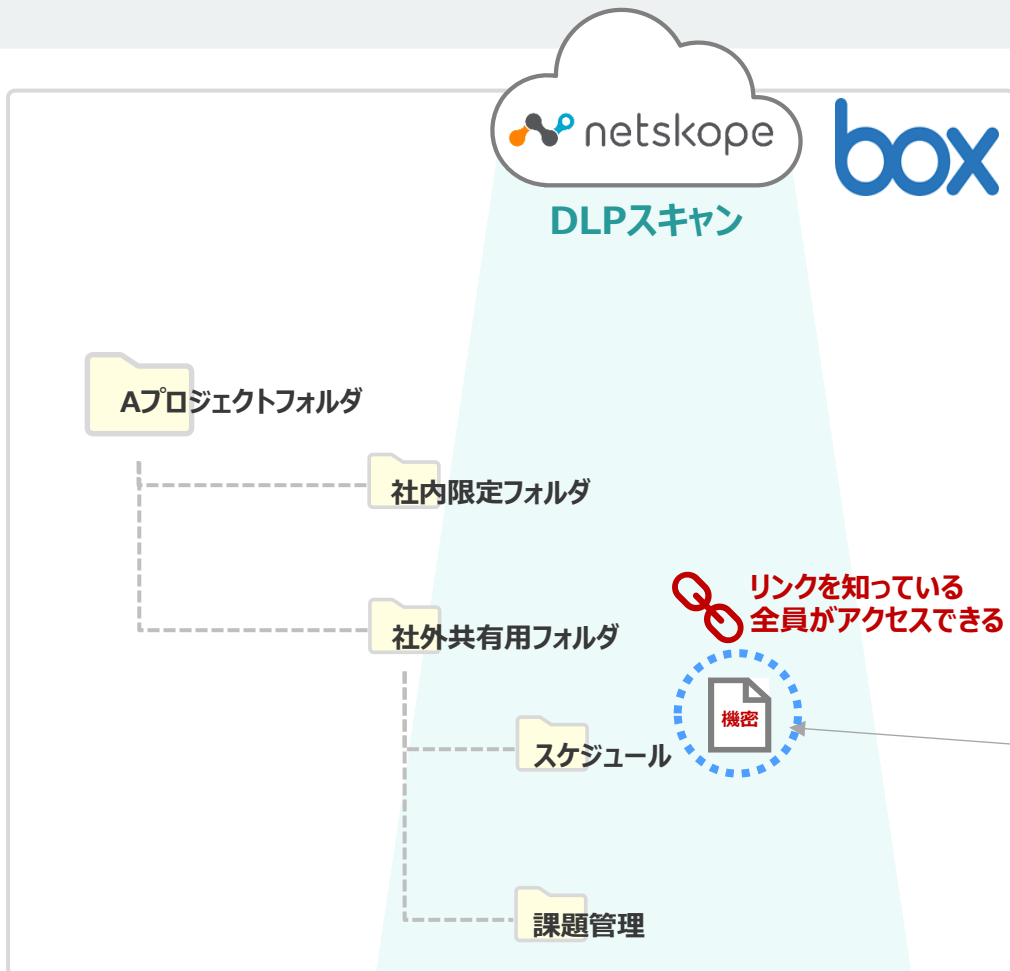 netskope
box
DLPスキャン
Aプロジェクトフォルダ
社内限定フォルダ
リンクを知っている
全員がアクセスできる
社外共有用フォルダ
機密
スケジュール
課題管理